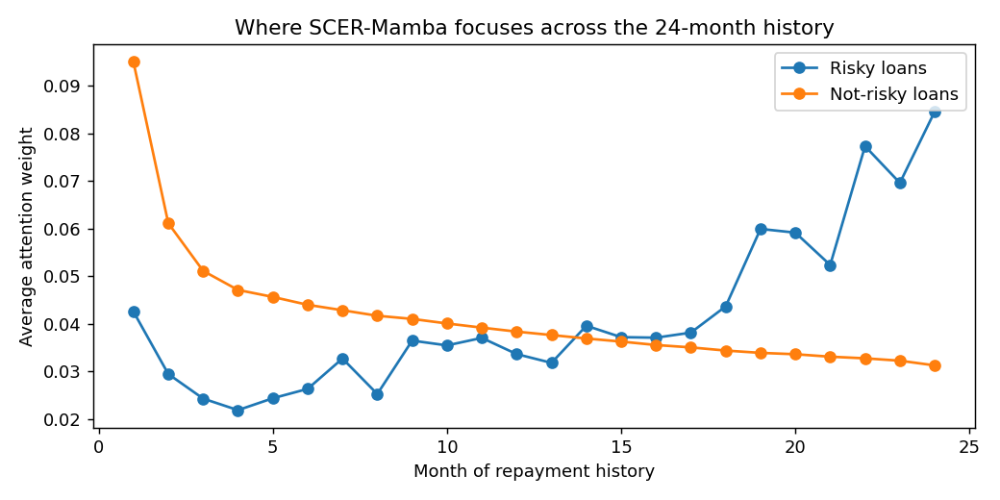 Where SCER-Mamba focuses across the 24-month history
Risky loans
Not-risky loans
Average attention weight
0.09
0.08
0.07
0.06
0.05
0.04
0.03
0.02
0 5 10 15 20 25
Month of repayment history